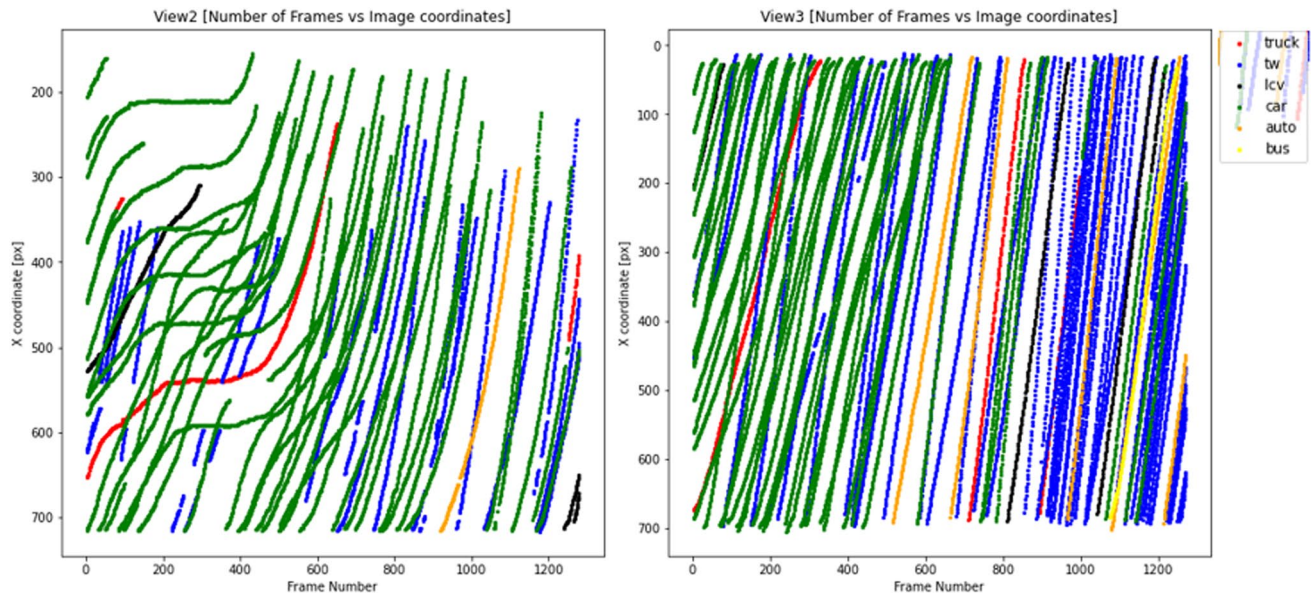 View2 [Number of Frames vs Image coordinates]
X coordinate [px]
200
300
400
500
600
700
0
200
400
600
800
1000
1200
Frame Number
View3 [Number of Frames vs Image coordinates]
X coordinate [px]
0
100
200
300
400
500
600
700
0
200
400
600
800
1000
1200
Frame Number
truck
tw
lcv
car
auto
bus